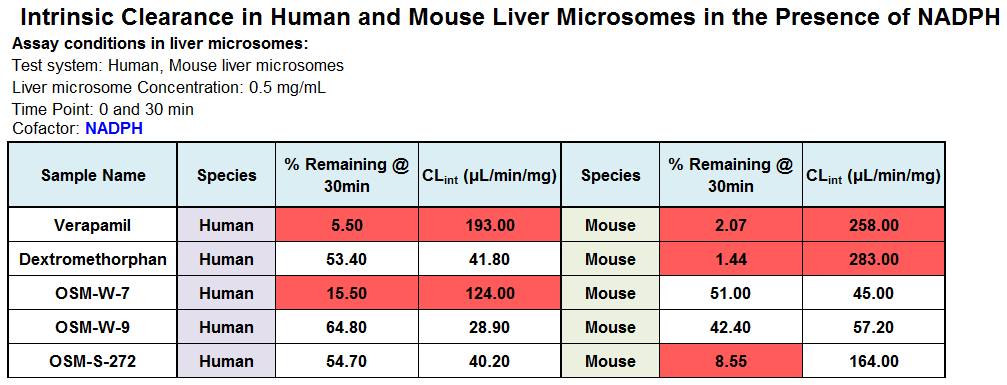 Intrinsic Clearance in Human and Mouse Liver Microsomes in the Presence of NADPH
Assay conditions in liver microsomes:
Test system: Human, Mouse liver microsomes
Liver microsome Concentration: 0.5 mg/mL
Time Point: 0 and 30 min
Cofactor: NADPH
Sample Name Species % Remaining @ 30min CLint (µL/min/mg) Species % Remaining @ 30min CLint (µL/min/mg)
Verapamil Human 5.50 193.00 Mouse 2.07 258.00
Dextromethorphan Human 53.40 41.80 Mouse 1.44 283.00
OSM-W-7 Human 15.50 124.00 Mouse 51.00 45.00
OSM-W-9 Human 64.80 28.90 Mouse 42.40 57.20
OSM-S-272 Human 54.70 40.20 Mouse 8.55 164.00